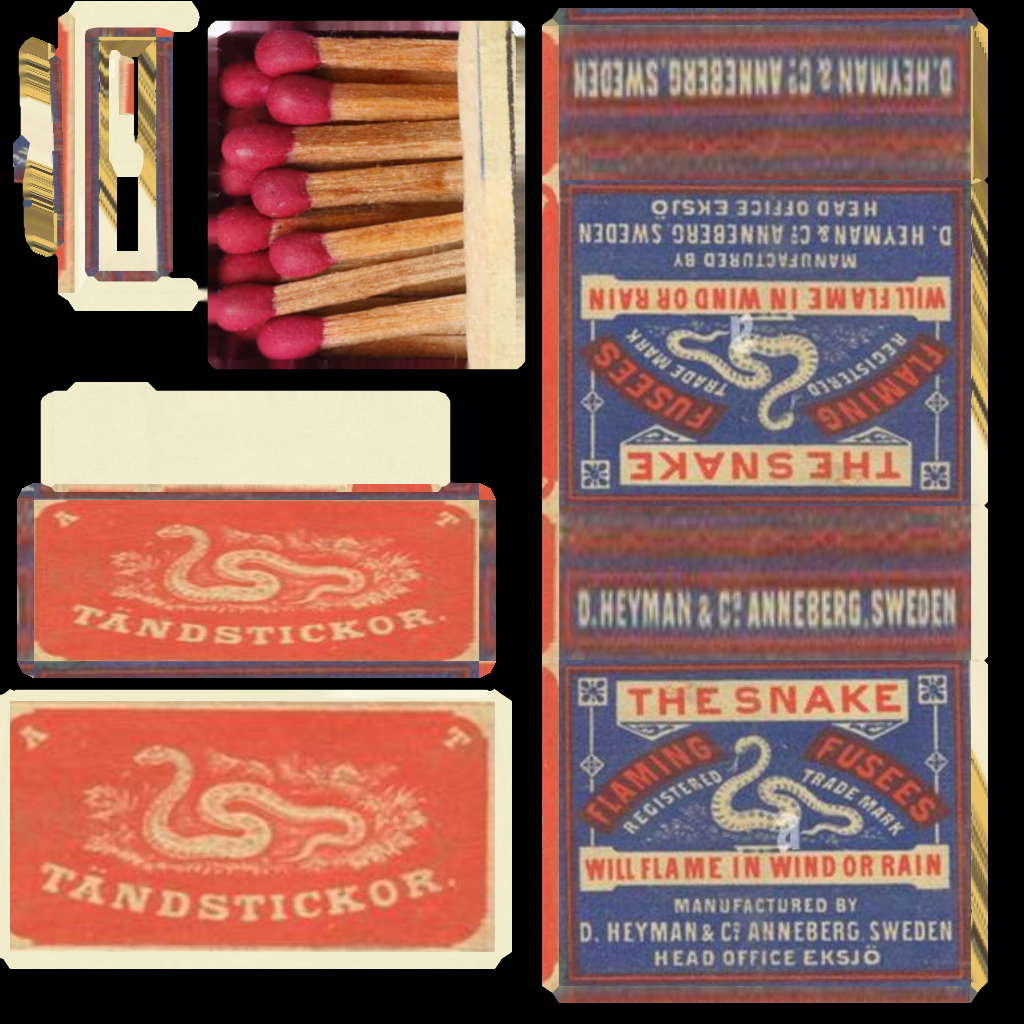 D. HEYMAN & Cº ANNEBERG, SWEDEN
HEAD OFFICE EKSJÖ
D. HEYMAN & Cº ANNEBERG, SWEDEN
MANUFACTURED BY
WILL FLAME IN WIND OR RAIN
REGISTERED TRADE MARK
FLAMING FUSEES
THE SNAKE
A T
TÄNDSTICKOR.
D. HEYMAN & Cº ANNEBERG, SWEDEN
THE SNAKE
FLAMING FUSEES
REGISTERED TRADE MARK
a
WILL FLAME IN WIND OR RAIN
MANUFACTURED BY
D. HEYMAN & Cº ANNEBERG, SWEDEN
HEAD OFFICE EKSJÖ
A T
TÄNDSTICKOR.